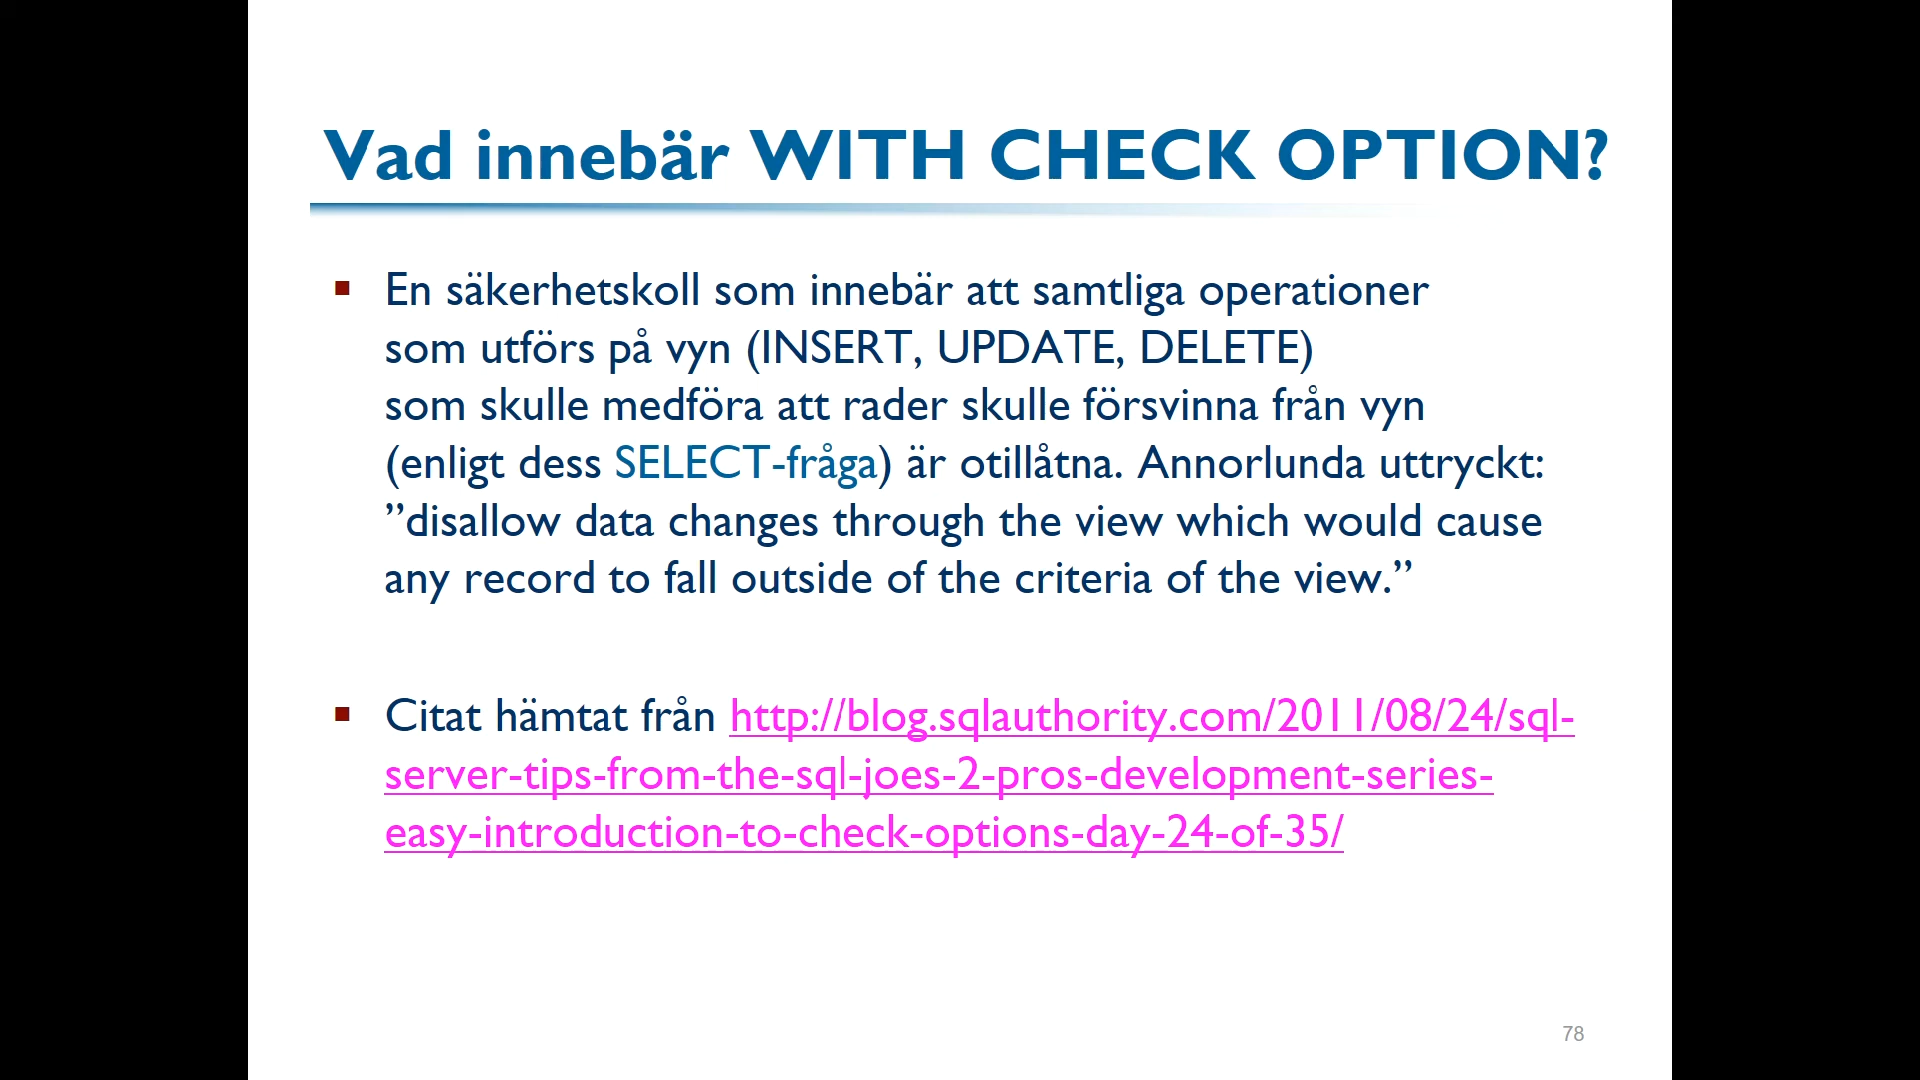 Vad innebär WITH CHECK OPTION?
▪ En säkerhetskoll som innebär att samtliga operationer
som utförs på vyn (INSERT, UPDATE, DELETE)
som skulle medföra att rader skulle försvinna från vyn
(enligt dess SELECT-fråga) är otillåtna. Annorlunda uttryckt:
”disallow data changes through the view which would cause
any record to fall outside of the criteria of the view.”
▪ Citat hämtat från http://blog.sqlauthority.com/2011/08/24/sql-
server-tips-from-the-sql-joes-2-pros-development-series-
easy-introduction-to-check-options-day-24-of-35/
78